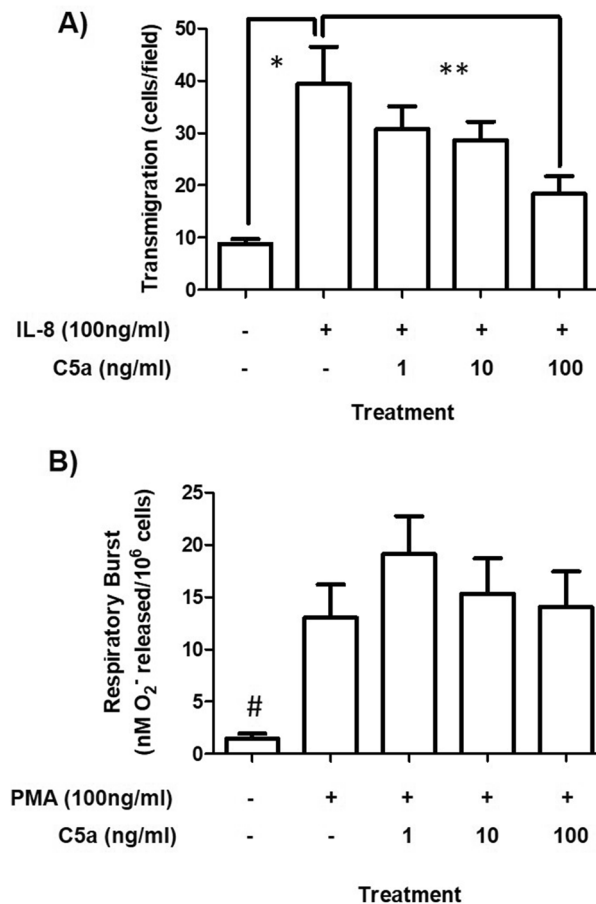 A)
Transmigration (cells/field)
50
40
30
20
10
0
*
**
IL-8 (100ng/ml) - + + + +
C5a (ng/ml) - - 1 10 100
Treatment
B)
Respiratory Burst
(nM O₂⁻ released/10⁶ cells)
25
20
15
10
5
0
#
PMA (100ng/ml) - + + + +
C5a (ng/ml) - - 1 10 100
Treatment